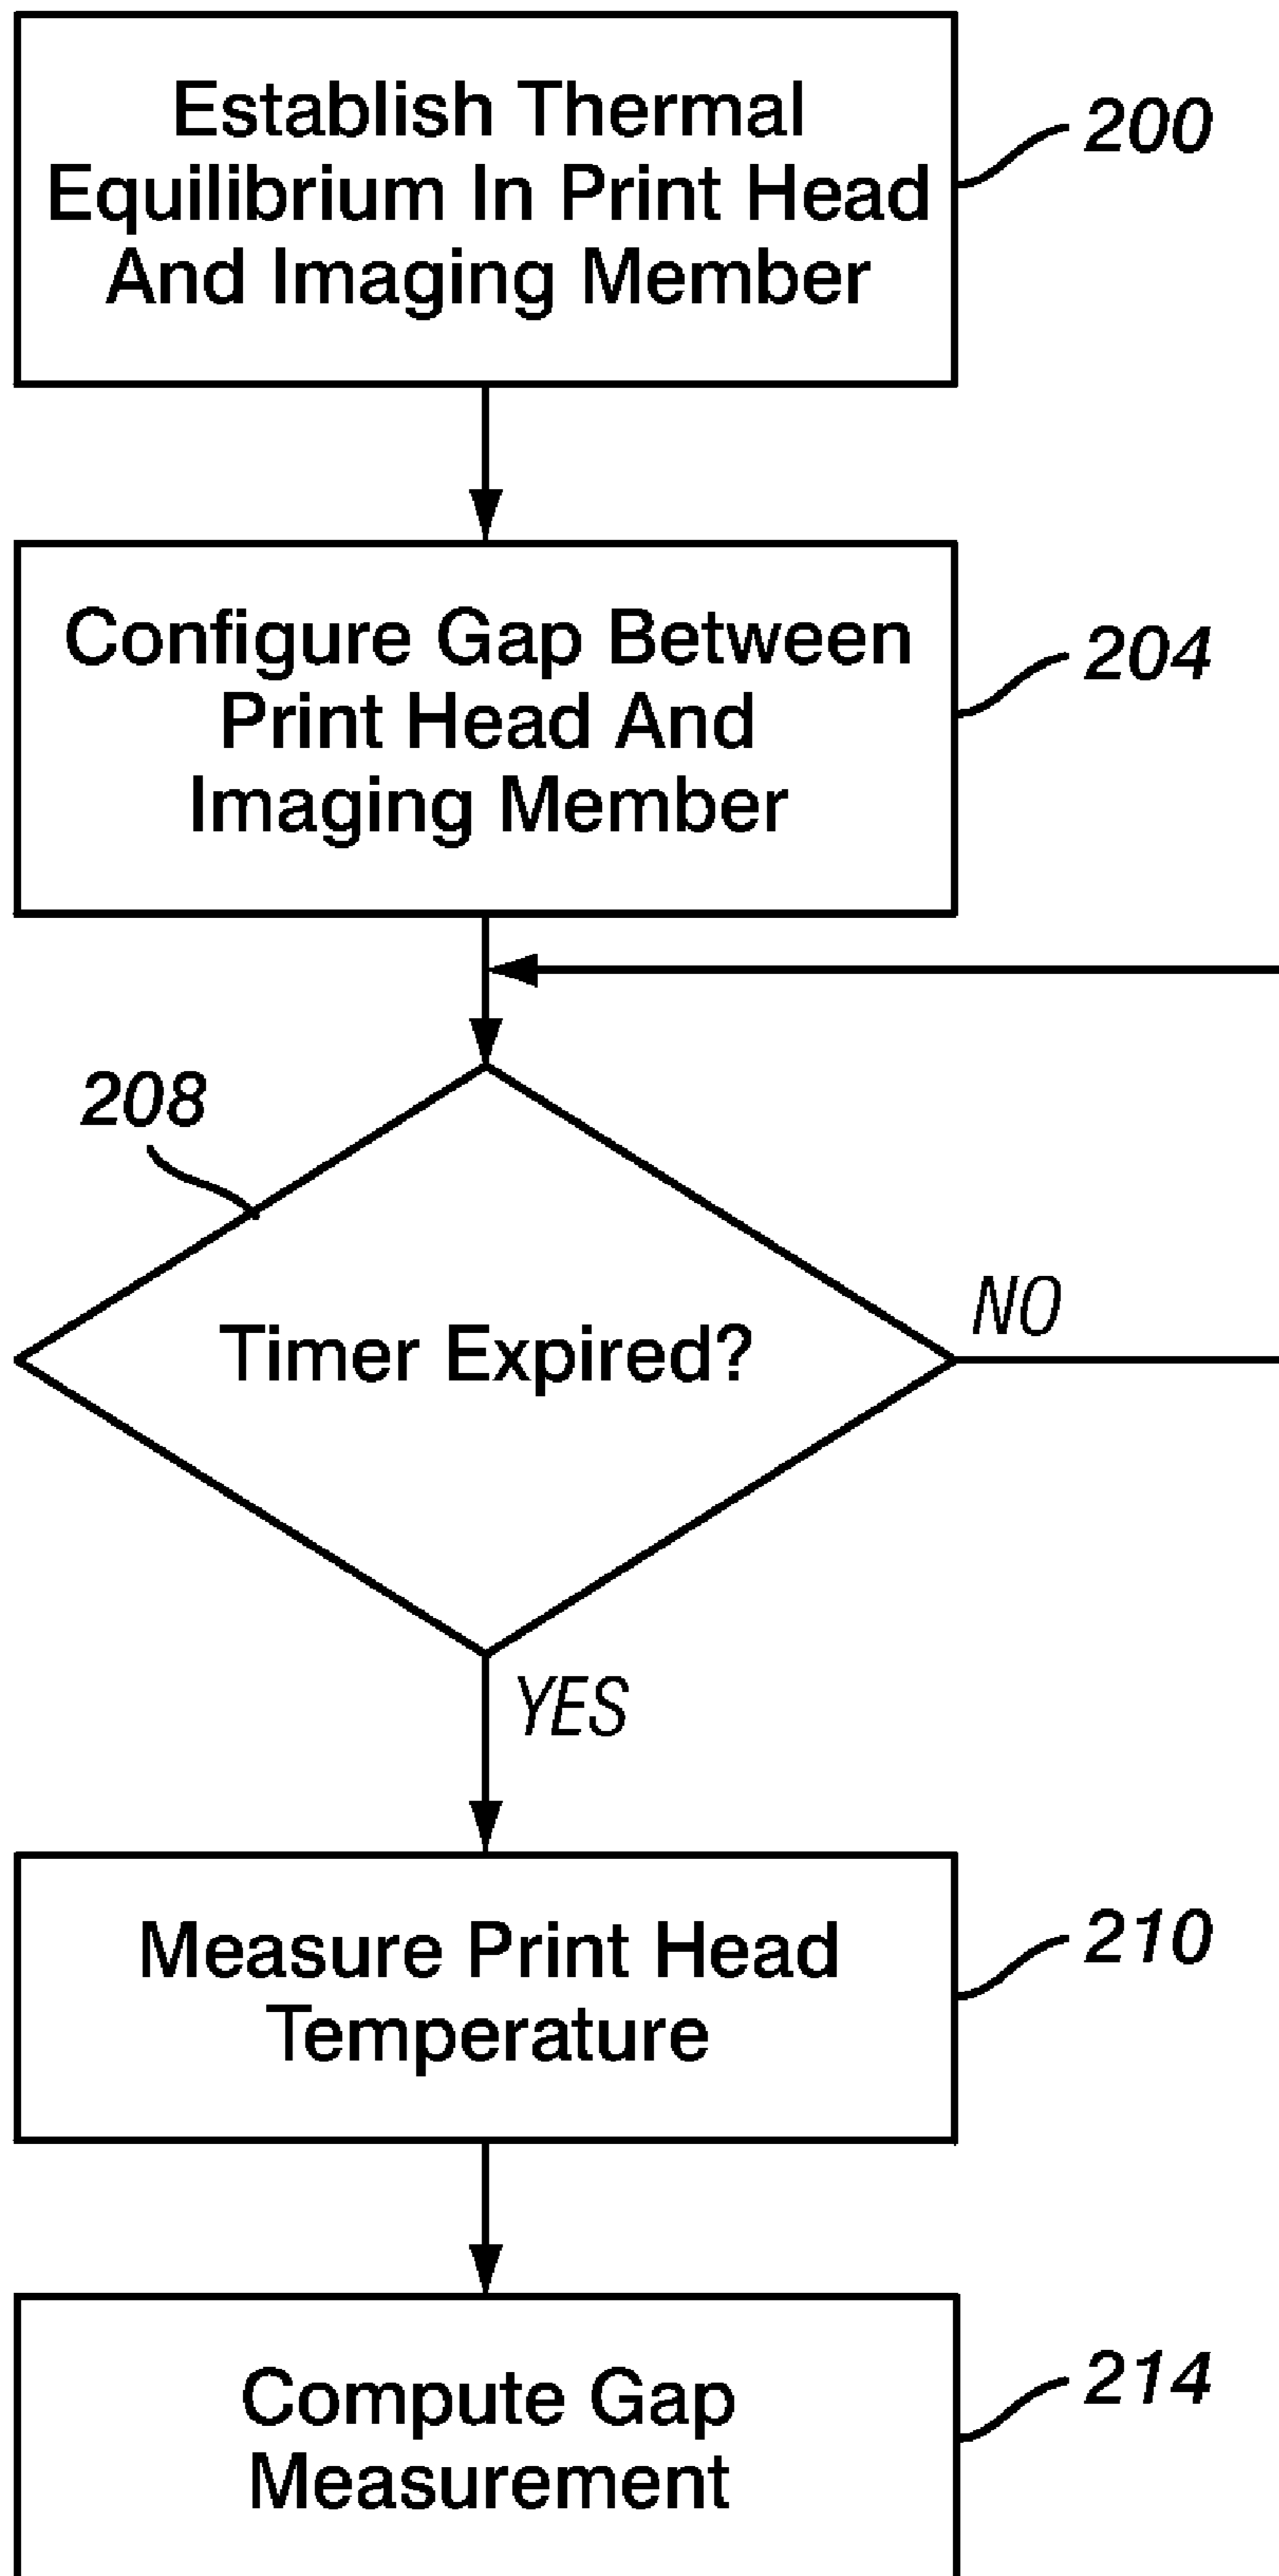 Establish Thermal
Equilibrium In Print Head
And Imaging Member
200
Configure Gap Between
Print Head And
Imaging Member
204
208
Timer Expired?
NO
YES
Measure Print Head
Temperature
210
Compute Gap
Measurement
214